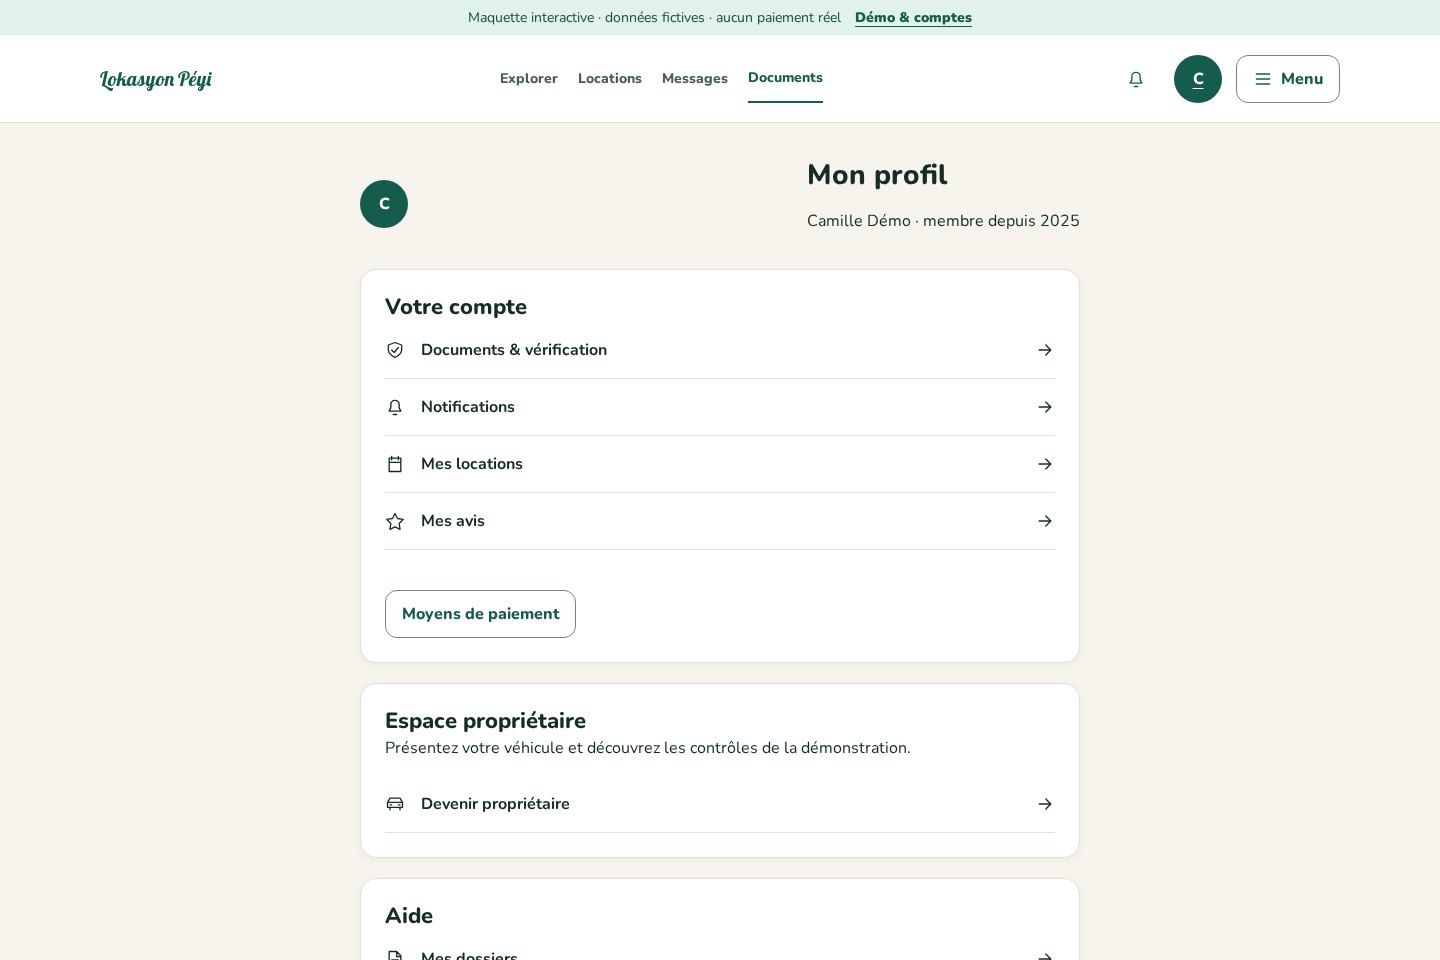 Maquette interactive · données fictives · aucun paiement réel Démo & comptes
Lokasyon Péyi
Explorer Locations Messages Documents
C
Menu
C
Mon profil
Camille Démo · membre depuis 2025
Votre compte
Documents & vérification
Notifications
Mes locations
Mes avis
Moyens de paiement
Espace propriétaire
Présentez votre véhicule et découvrez les contrôles de la démonstration.
Devenir propriétaire
Aide
Mes dossiers